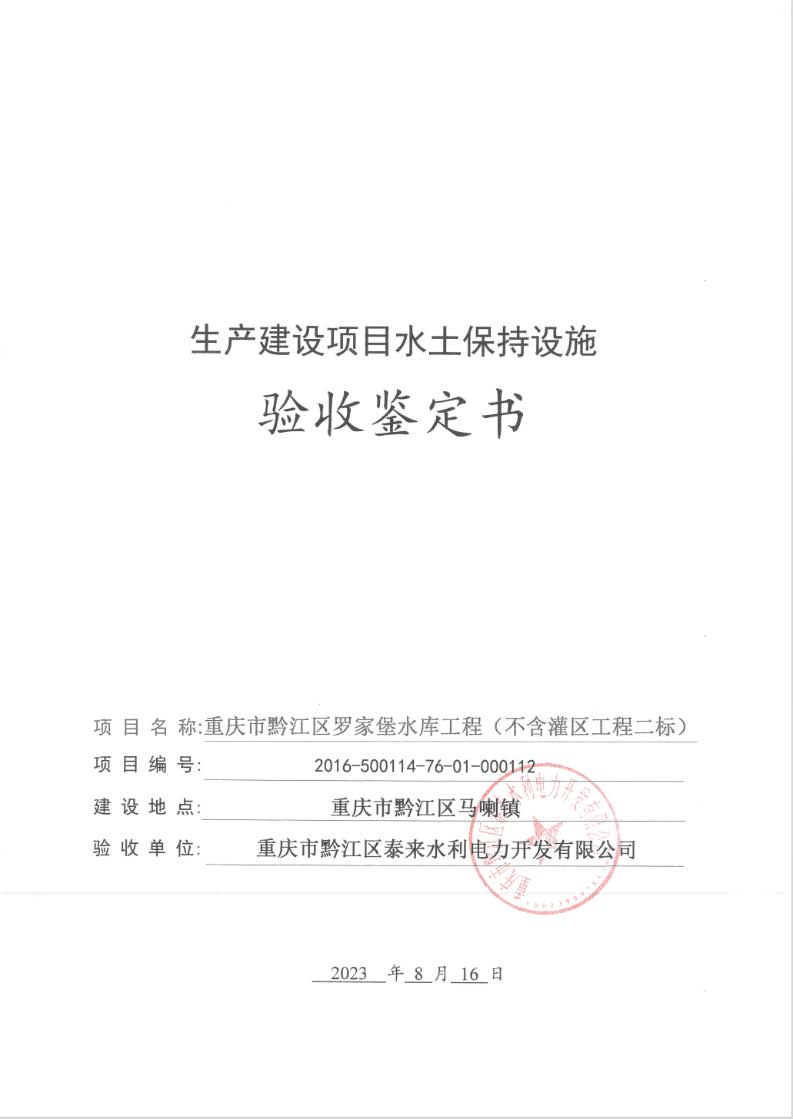 生产建设项目水土保持设施
验收鉴定书
项目名称:重庆市黔江区罗家堡水库工程（不含灌区工程二标）
项目编号: 2016-500114-76-01-000112
建设地点: 重庆市黔江区马喇镇
验收单位: 重庆市黔江区泰来水利电力开发有限公司
2023 年 8 月 16 日